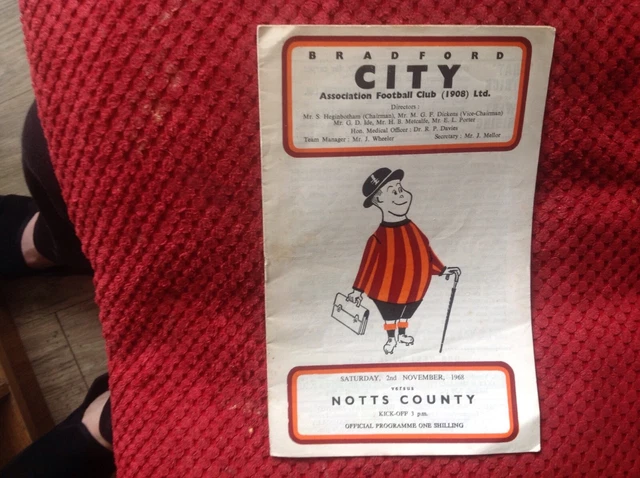 BRADFORD
CITY
Association Football Club (1908) Ltd.
Directors :
Mr. S. Hoginbotham (Chairman), Mr. M. G. F. Dickens (Vice-Chairman)
Mr. G. D. Ide, Mr. H. B. Metcalfe, Mr. E. L. Porter
Hon. Medical Officer : Dr. R. P. Davies
Team Manager : Mr. J. Wheeler Secretary : Mr. J. Mellor
SATURDAY, 2nd NOVEMBER, 1968
versus
NOTTS COUNTY
KICK-OFF 3 p.m.
OFFICIAL PROGRAMME ONE SHILLING